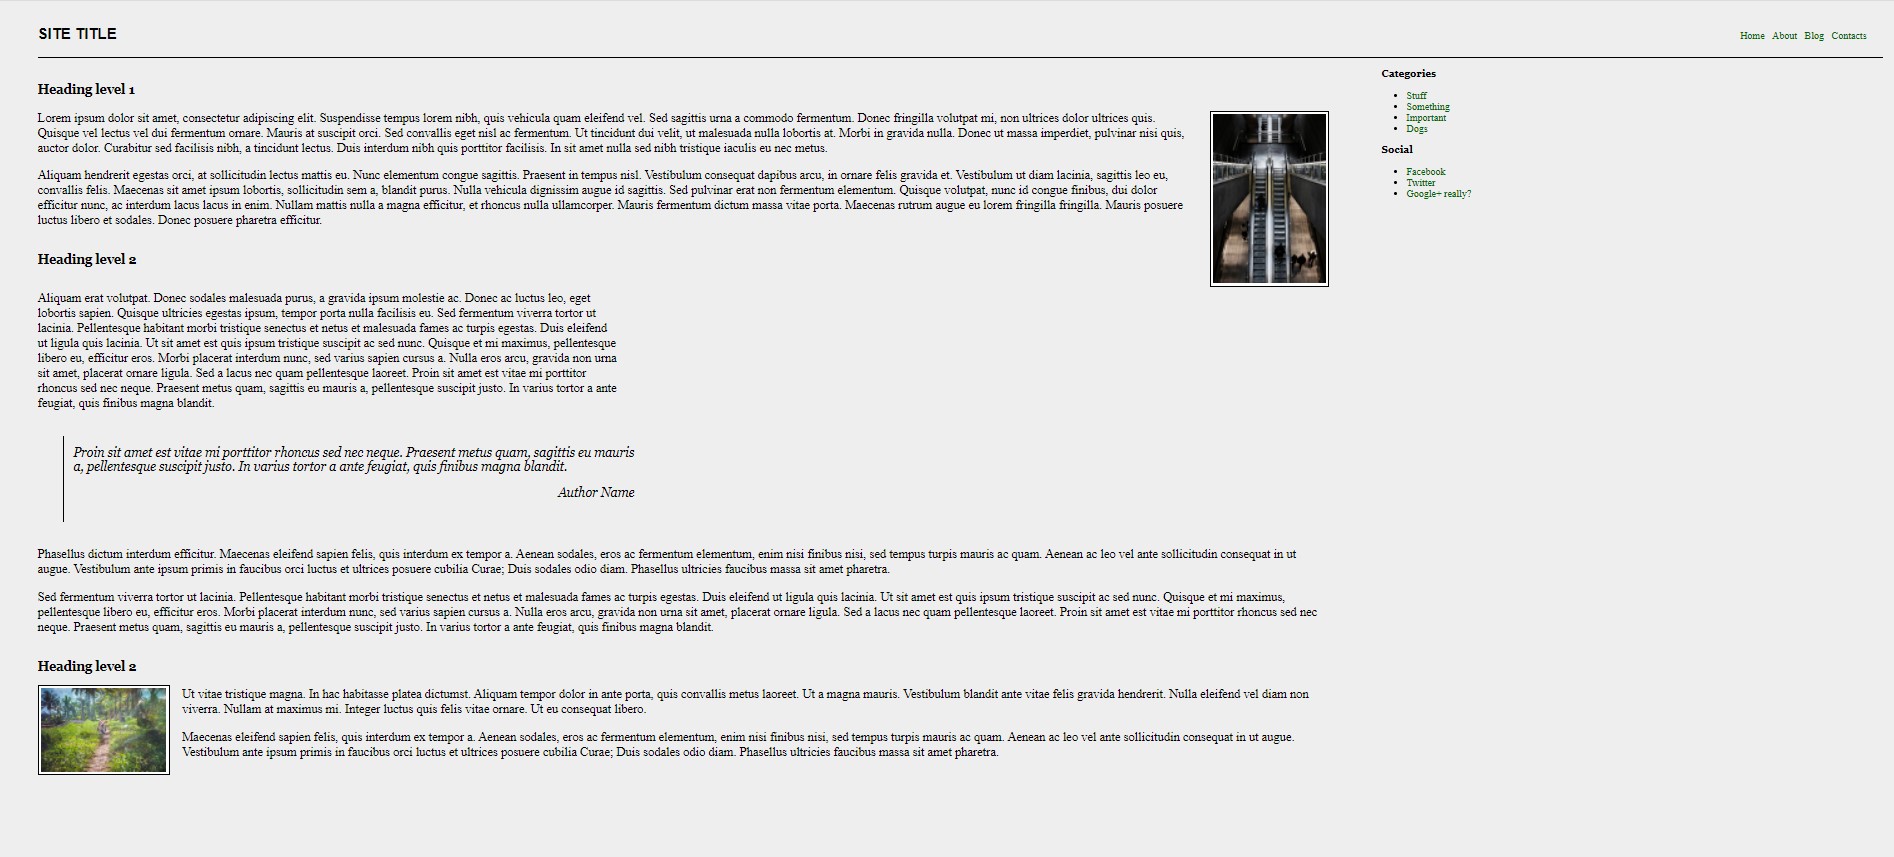 SITE TITLE
Home About Blog Contacts
Heading level 1
Lorem ipsum dolor sit amet, consectetur adipiscing elit. Suspendisse tempus lorem nibh, quis vehicula quam eleifend vel. Sed sagittis urna a commodo fermentum. Donec fringilla volutpat mi, non ultrices dolor ultrices quis.
Quisque vel lectus vel dui fermentum ornare. Mauris at suscipit orci. Sed convallis eget nisl ac fermentum. Ut tincidunt dui velit, ut malesuada nulla lobortis at. Morbi in gravida nulla. Donec ut massa imperdiet, pulvinar nisi quis,
auctor dolor. Curabitur sed facilisis nibh, a tincidunt lectus. Duis interdum nibh quis porttitor facilisis. In sit amet nulla sed nibh tristique iaculis eu nec metus.
Aliquam hendrerit egestas orci, at sollicitudin lectus mattis eu. Nunc elementum congue sagittis. Praesent in tempus nisl. Vestibulum consequat dapibus arcu, in ornare felis gravida et. Vestibulum ut diam lacinia, sagittis leo eu,
convallis felis. Maecenas sit amet ipsum lobortis, sollicitudin sem a, blandit purus. Nulla vehicula dignissim augue id sagittis. Sed pulvinar erat non fermentum elementum. Quisque volutpat, nunc id congue finibus, dui dolor
efficitur nunc, ac interdum lacus lacus in enim. Nullam mattis nulla a magna efficitur, et rhoncus nulla ullamcorper. Mauris fermentum dictum massa vitae porta. Maecenas rutrum augue eu lorem fringilla fringilla. Mauris posuere
luctus libero et sodales. Donec posuere pharetra efficitur.
Heading level 2
Aliquam erat volutpat. Donec sodales malesuada purus, a gravida ipsum molestie ac. Donec ac luctus leo, eget
lobortis sapien. Quisque ultricies egestas ipsum, tempor porta nulla facilisis eu. Sed fermentum viverra tortor ut
lacinia. Pellentesque habitant morbi tristique senectus et netus et malesuada fames ac turpis egestas. Duis eleifend
ut ligula quis lacinia. Ut sit amet est quis ipsum tristique suscipit ac sed nunc. Quisque et mi maximus, pellentesque
libero eu, efficitur eros. Morbi placerat interdum nunc, sed varius sapien cursus a. Nulla eros arcu, gravida non urna
sit amet, placerat ornare ligula. Sed a lacus nec quam pellentesque laoreet. Proin sit amet est vitae mi porttitor
rhoncus sed nec neque. Praesent metus quam, sagittis eu mauris a, pellentesque suscipit justo. In varius tortor a ante
feugiat, quis finibus magna blandit.
Proin sit amet est vitae mi porttitor rhoncus sed nec neque. Praesent metus quam, sagittis eu mauris
a, pellentesque suscipit justo. In varius tortor a ante feugiat, quis finibus magna blandit.
Author Name
Phasellus dictum interdum efficitur. Maecenas eleifend sapien felis, quis interdum ex tempor a. Aenean sodales, eros ac fermentum elementum, enim nisi finibus nisi, sed tempus turpis mauris ac quam. Aenean ac leo vel ante sollicitudin consequat in ut
augue. Vestibulum ante ipsum primis in faucibus orci luctus et ultrices posuere cubilia Curae; Duis sodales odio diam. Phasellus ultricies faucibus massa sit amet pharetra.
Sed fermentum viverra tortor ut lacinia. Pellentesque habitant morbi tristique senectus et netus et malesuada fames ac turpis egestas. Duis eleifend ut ligula quis lacinia. Ut sit amet est quis ipsum tristique suscipit ac sed nunc. Quisque et mi maximus,
pellentesque libero eu, efficitur eros. Morbi placerat interdum nunc, sed varius sapien cursus a. Nulla eros arcu, gravida non urna sit amet, placerat ornare ligula. Sed a lacus nec quam pellentesque laoreet. Proin sit amet est vitae mi porttitor rhoncus sed nec
neque. Praesent metus quam, sagittis eu mauris a, pellentesque suscipit justo. In varius tortor a ante feugiat, quis finibus magna blandit.
Heading level 2
Ut vitae tristique magna. In hac habitasse platea dictumst. Aliquam tempor dolor in ante porta, quis convallis metus laoreet. Ut a magna mauris. Vestibulum blandit ante vitae felis gravida hendrerit. Nulla eleifend vel diam non
viverra. Nullam at maximus mi. Integer luctus quis felis vitae ornare. Ut eu consequat libero.
Maecenas eleifend sapien felis, quis interdum ex tempor a. Aenean sodales, eros ac fermentum elementum, enim nisi finibus nisi, sed tempus turpis mauris ac quam. Aenean ac leo vel ante sollicitudin consequat in ut augue.
Vestibulum ante ipsum primis in faucibus orci luctus et ultrices posuere cubilia Curae; Duis sodales odio diam. Phasellus ultricies faucibus massa sit amet pharetra.
Categories
Stuff
Something
Important
Dogs
Social
Facebook
Twitter
Google+ really?